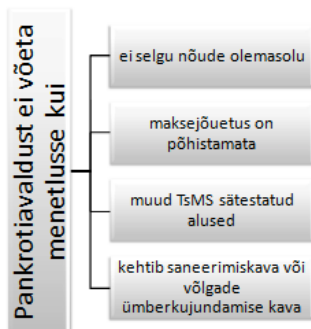 Pankrotiavaldust ei võeta
menetlusse kui
ei selgu nõude olemasolu
maksejõuetus on
põhistamata
muud TsMS sätestatud
alused
kehtib saneerimiskava või
võlgade
ümberkujundamise kava